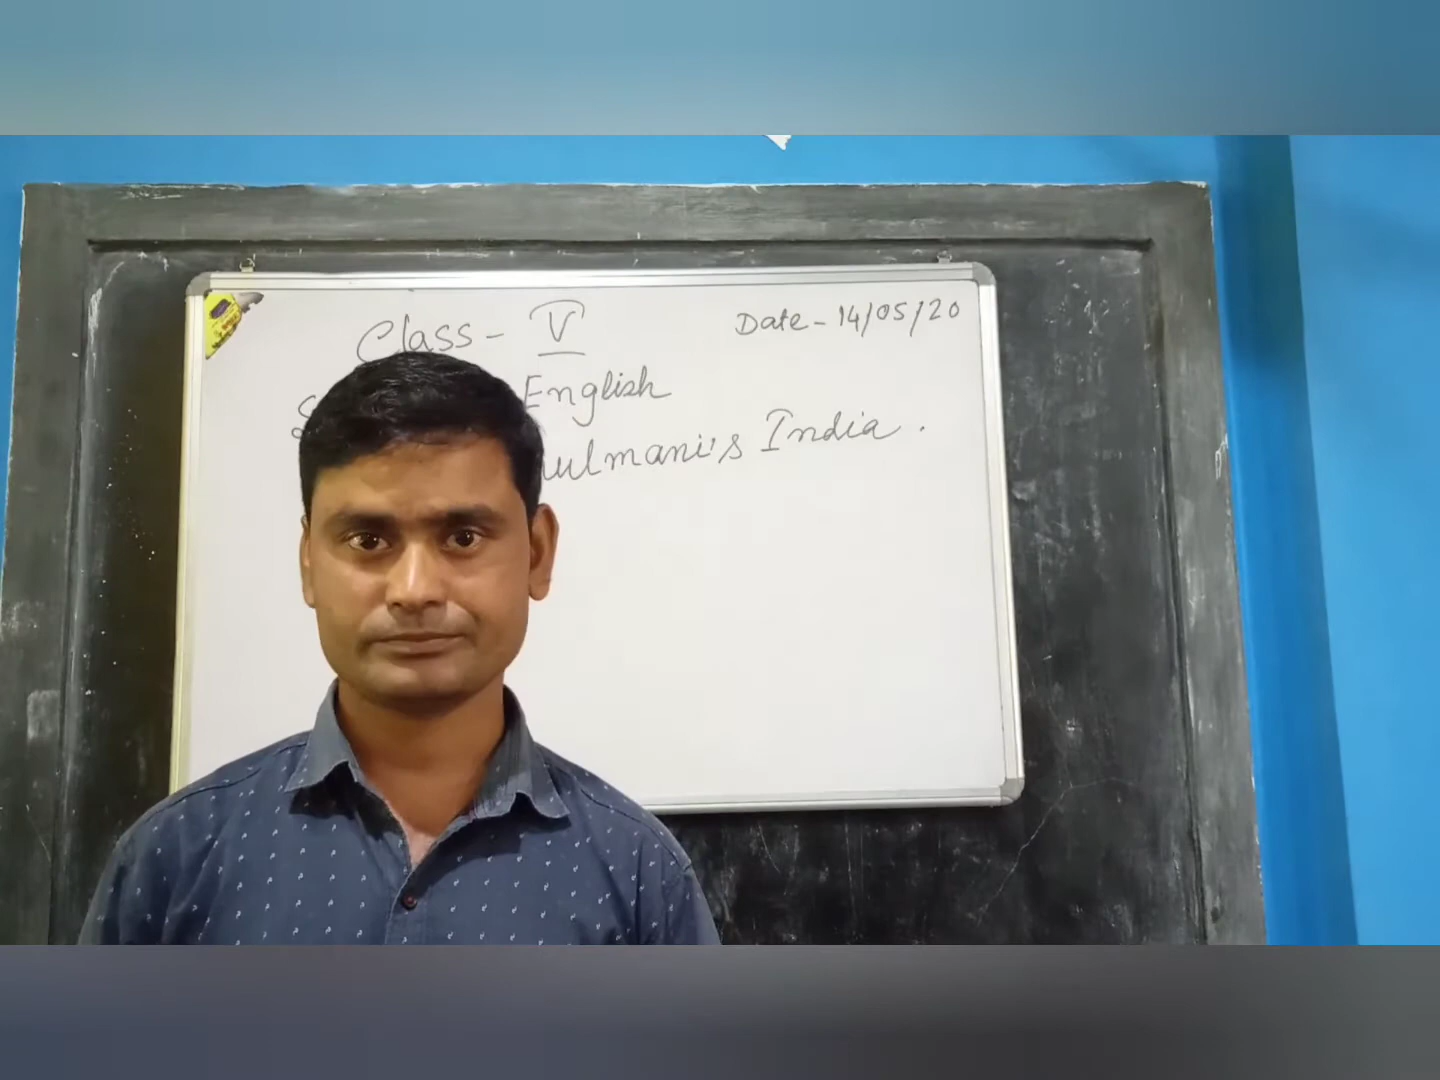 Class - V
Date - 14/05/20
English
ulmani's India.